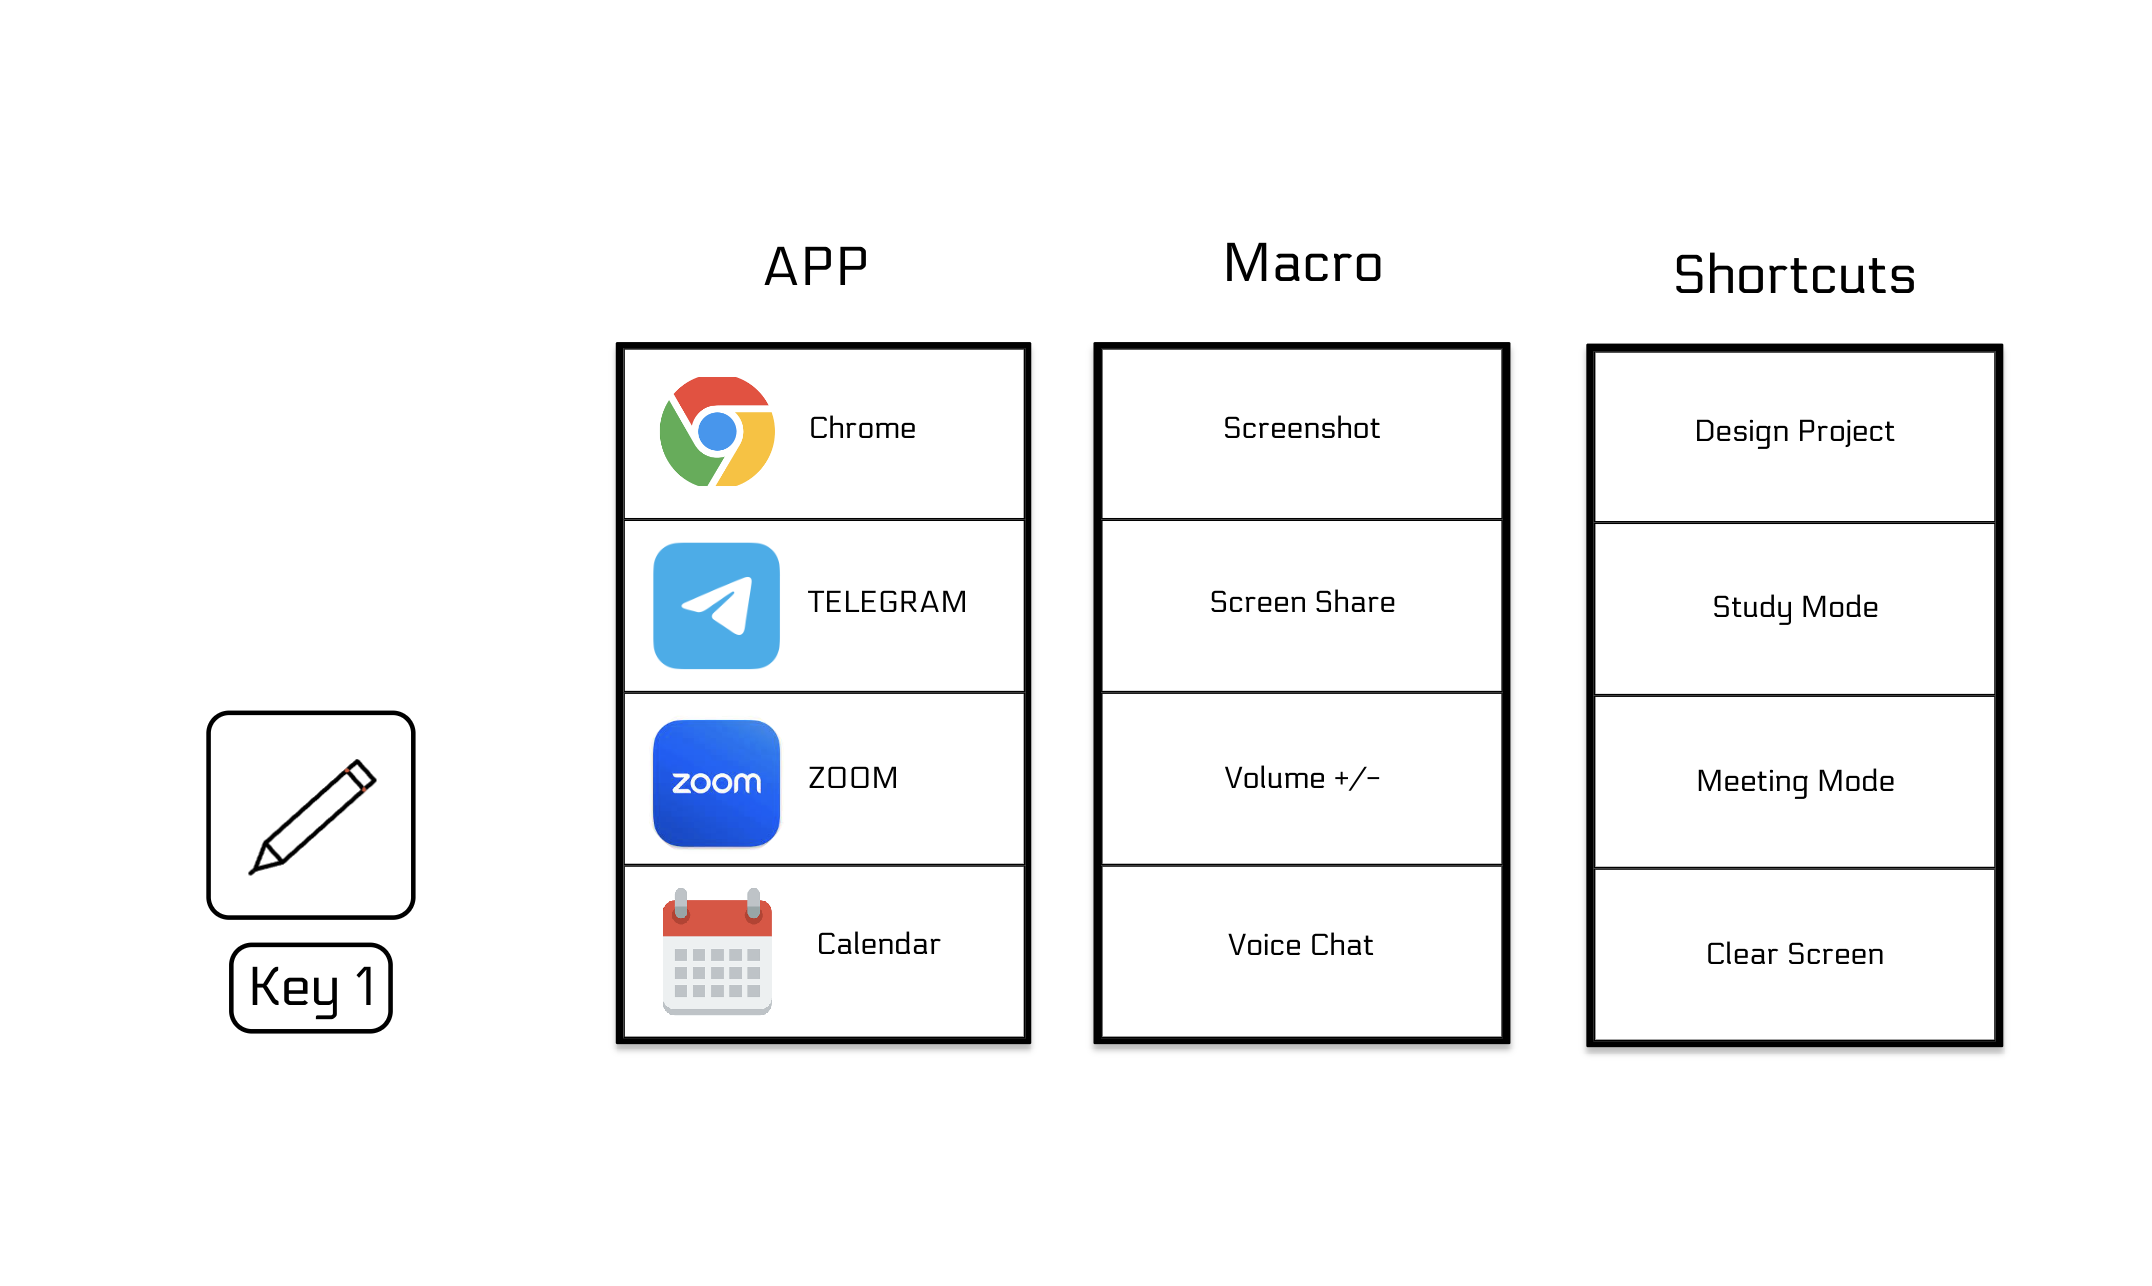 APP
Macro
Shortcuts
Chrome
Screenshot
Design Project
TELEGRAM
Screen Share
Study Mode
zoom
ZOOM
Volume +/-
Meeting Mode
Calendar
Voice Chat
Clear Screen
Key 1